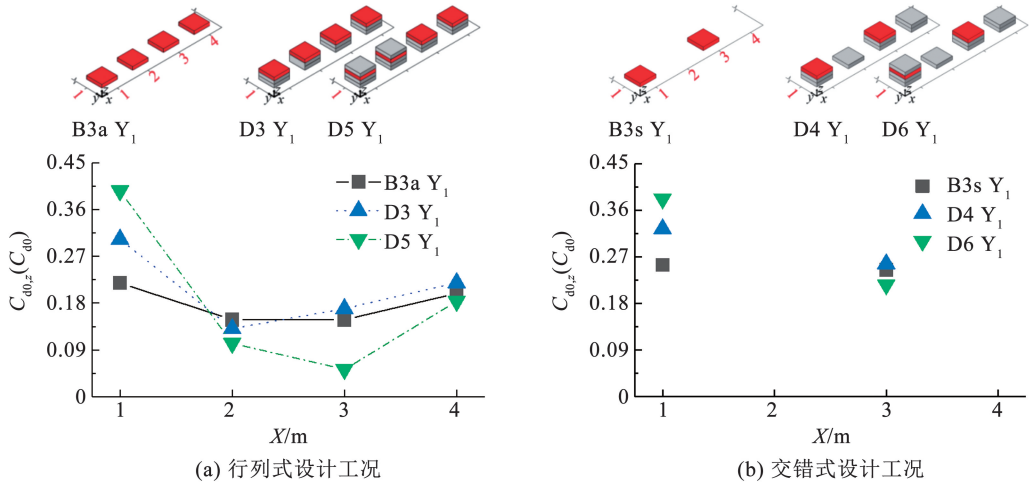 1 2 3 4
1 y x
1 y x
B3a Y1 D3 Y1 D5 Y1
0.45
0.36
0.27
0.18
0.09
0
Cd0,z(Cd0)
B3a Y1
D3 Y1
D5 Y1
1 2 3 4
X/m
(a) 行列式设计工况
1 2 3 4
1 y x
1 y x
B3s Y1 D4 Y1 D6 Y1
0.45
0.36
0.27
0.18
0.09
0
Cd0,z(Cd0)
B3s Y1
D4 Y1
D6 Y1
1 2 3 4
X/m
(b) 交错式设计工况